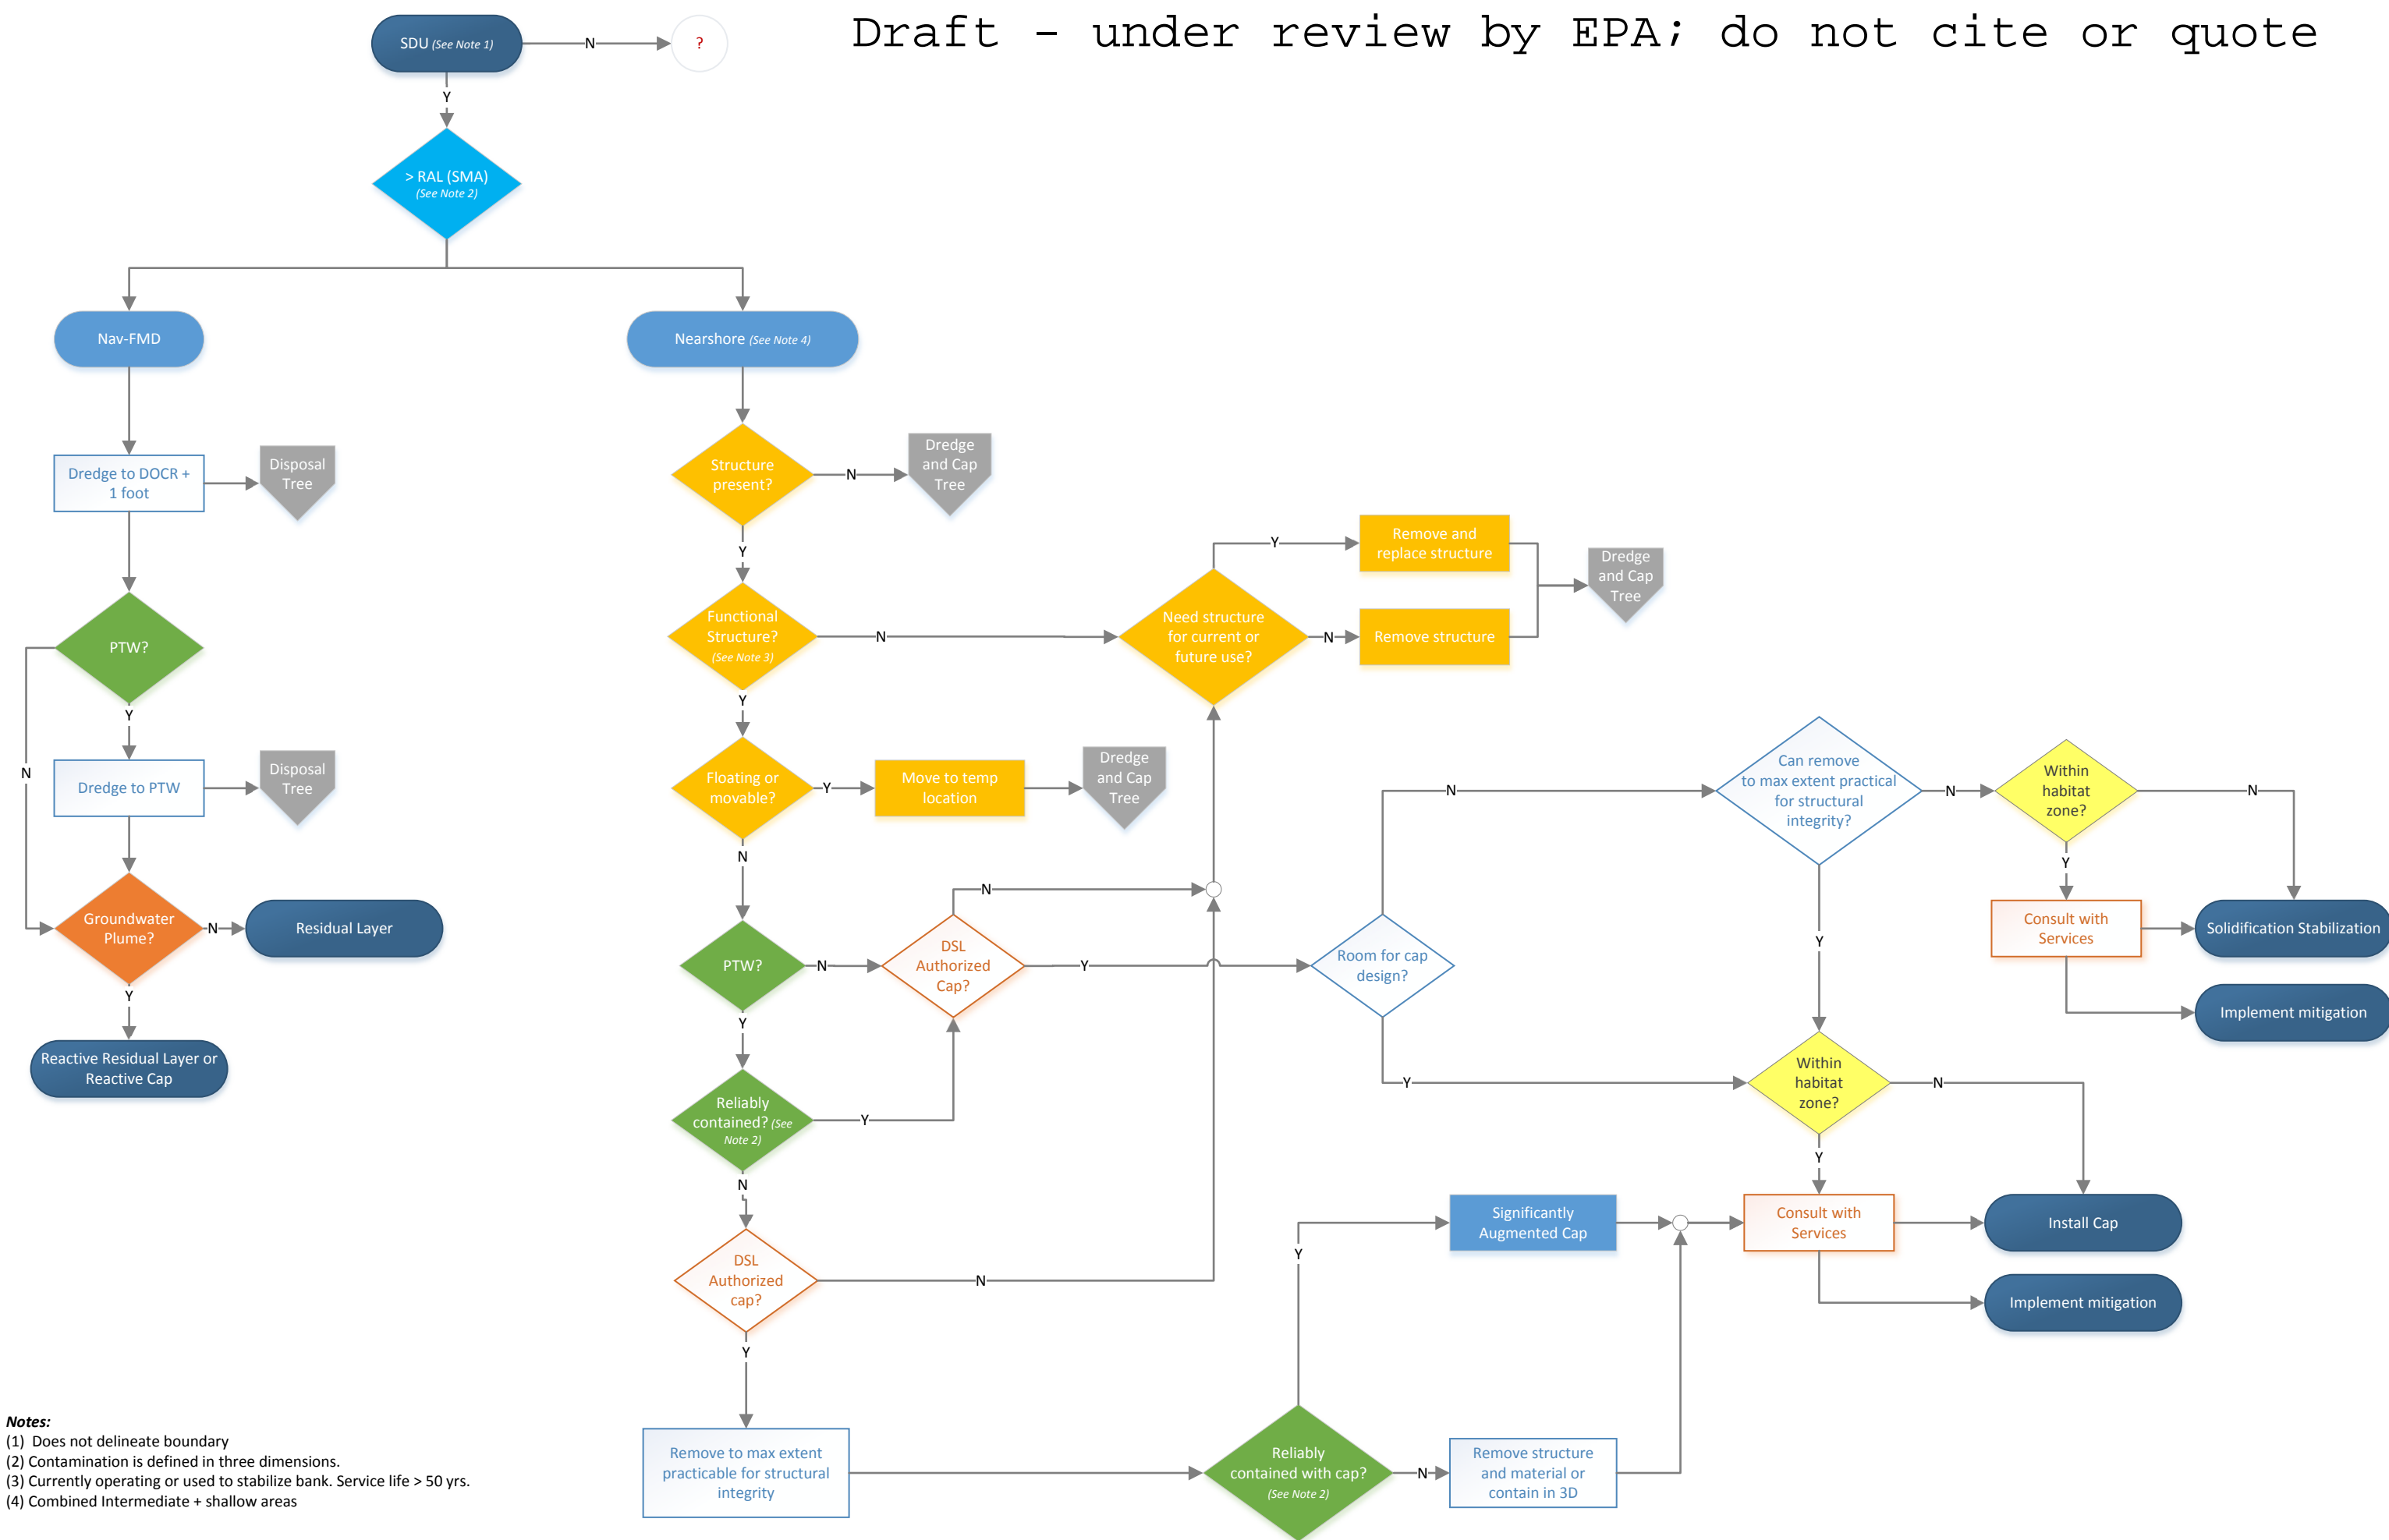 Draft - under review by EPA; do not cite or quote
SDU (See Note 1)
N
?
Y
> RAL (SMA)
(See Note 2)
Nav-FMD
Nearshore (See Note 4)
Dredge to DOCR +
1 foot
Disposal
Tree
PTW?
Y
N
Dredge to PTW
Disposal
Tree
Groundwater
Plume?
N
Residual Layer
Y
Reactive Residual Layer or
Reactive Cap
Structure
present?
N
Dredge
and Cap
Tree
Y
Functional
Structure?
(See Note 3)
N
Need structure
for current or
future use?
Y
Remove and
replace structure
N
Remove structure
Dredge
and Cap
Tree
Y
Floating or
movable?
Y
Move to temp
location
Dredge
and Cap
Tree
N
PTW?
N
DSL
Authorized
Cap?
N
Y
Room for cap
design?
N
Can remove
to max extent practical
for structural
integrity?
N
Within
habitat
zone?
N
Y
Consult with
Services
Solidification Stabilization
Implement mitigation
Y
Y
Within
habitat
zone?
N
Y
Y
Reliably
contained? (See
Note 2)
Y
N
DSL
Authorized
cap?
N
Y
Remove to max extent
practicable for structural
integrity
Reliably
contained with cap?
(See Note 2)
Y
Significantly
Augmented Cap
N
Remove structure
and material or
contain in 3D
Consult with
Services
Install Cap
Implement mitigation
Notes:
(1) Does not delineate boundary
(2) Contamination is defined in three dimensions.
(3) Currently operating or used to stabilize bank. Service life > 50 yrs.
(4) Combined Intermediate + shallow areas